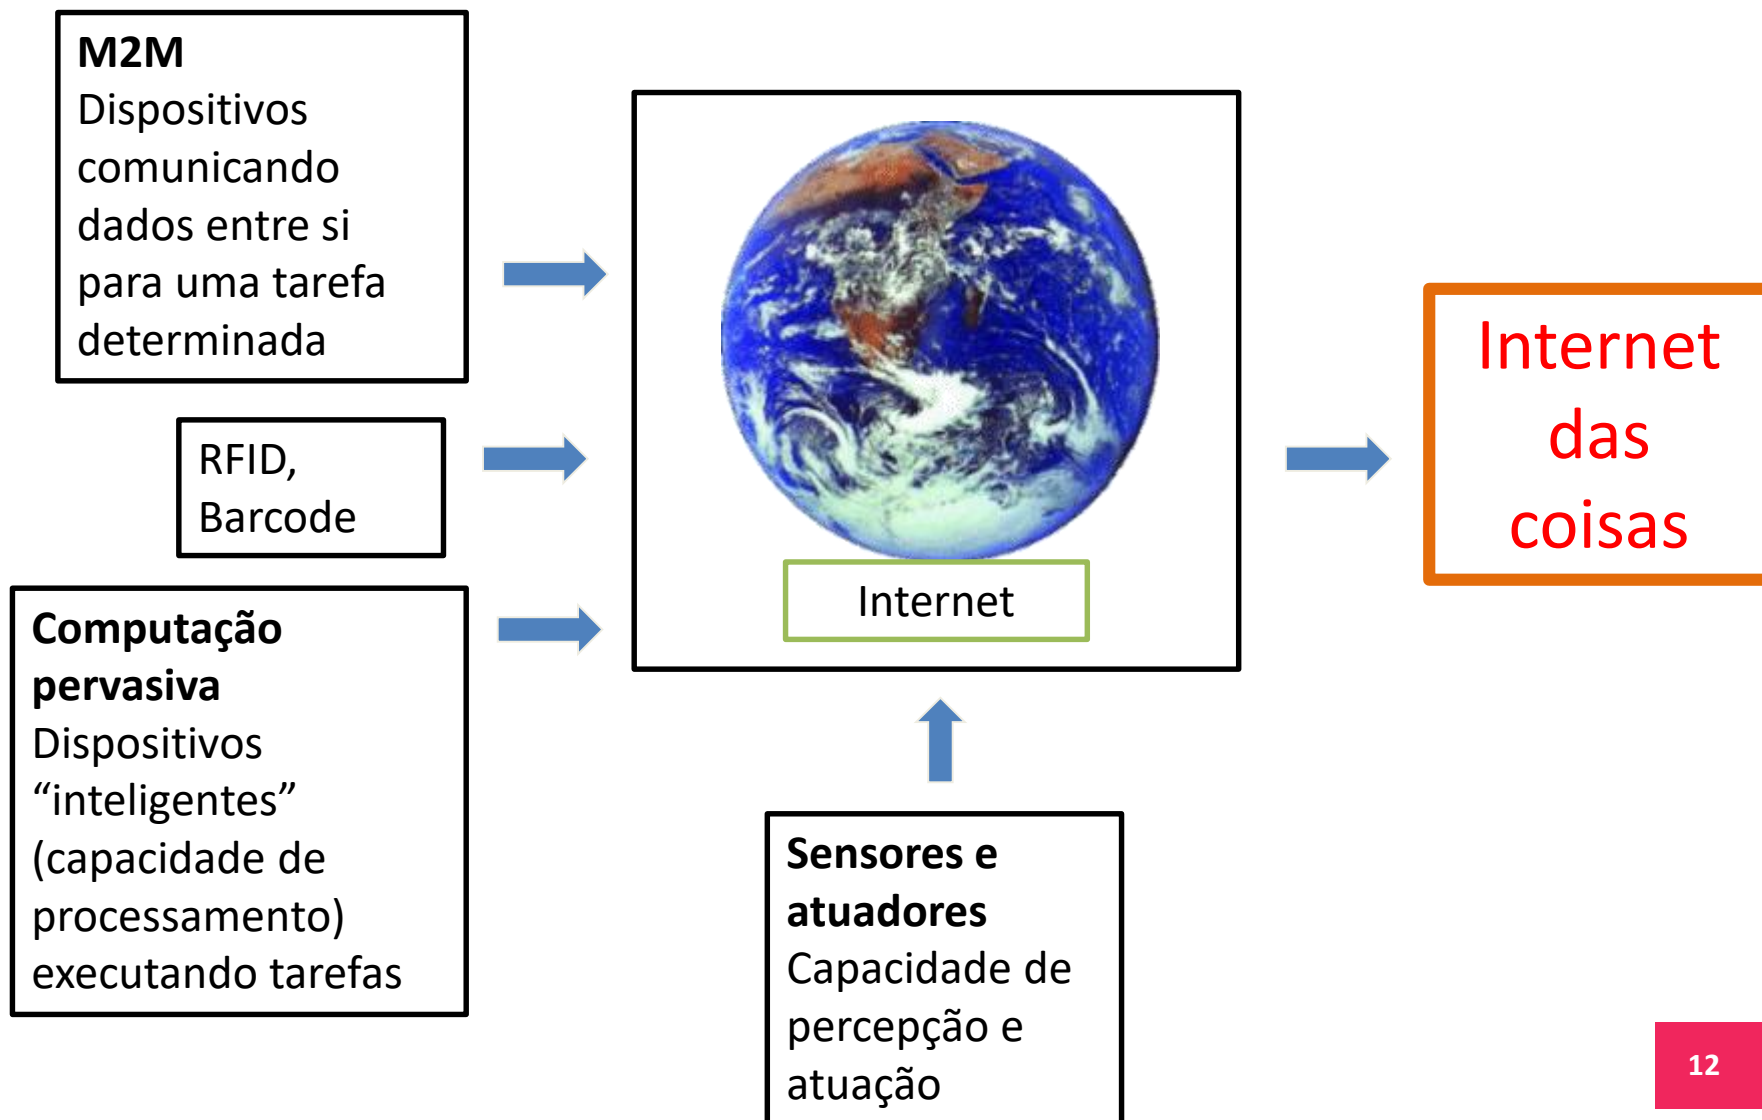 M2M
Dispositivos
comunicando
dados entre si
para uma tarefa
determinada
RFID,
Barcode
Computação
pervasiva
Dispositivos
“inteligentes”
(capacidade de
processamento)
executando tarefas
Internet
Sensores e
atuadores
Capacidade de
percepção e
atuação
Internet
das
coisas
12